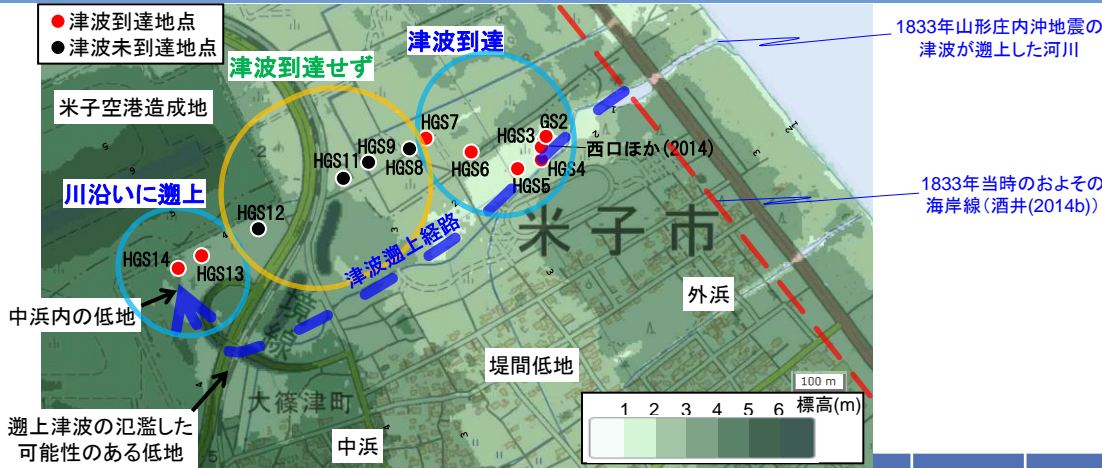 津波到達地点
津波未到達地点
津波到達せず
津波到達
1833年山形庄内沖地震の
津波が遡上した河川
米子空港造成地
HGS7
HGS3
GS2
西口ほか(2014)
HGS9
HGS8
HGS6
HGS4
HGS11
HGS5
川沿いに遡上
HGS12
米子市
1833年当時のおよその
海岸線(酒井(2014b))
HGS14
HGS13
津波遡上経路
外浜
中浜内の低地
堤間低地
100 m
大篠津町
遡上津波の氾濫した
可能性のある低地
中浜
1 2 3 4 5 6 標高(m)